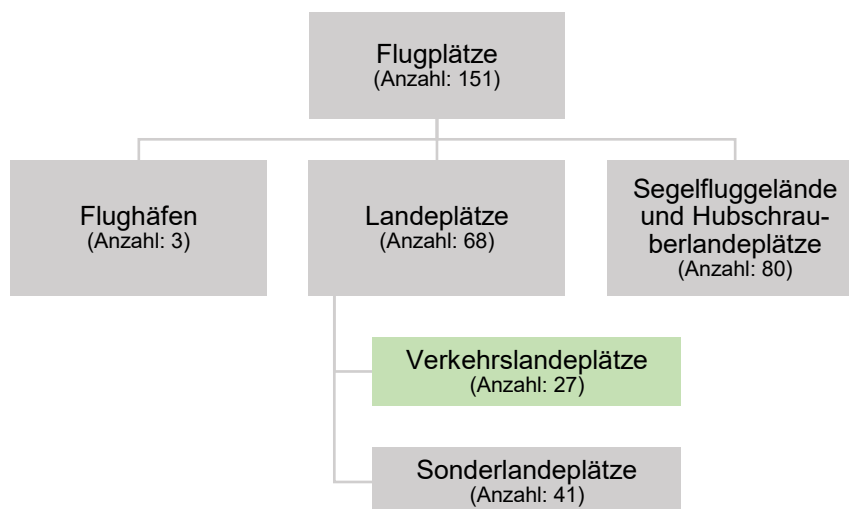 Flugplätze
(Anzahl: 151)
Flughäfen
(Anzahl: 3)
Landeplätze
(Anzahl: 68)
Segelfluggelände
und Hubschrau-
berlandeplätze
(Anzahl: 80)
Verkehrslandeplätze
(Anzahl: 27)
Sonderlandeplätze
(Anzahl: 41)